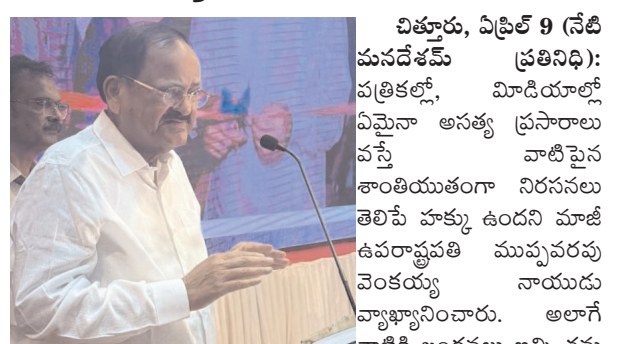 చిత్తూరు, ఏప్రిల్ 9 (నేటి
మనదేశమ్ ప్రతినిధి):
పత్రికల్లో, మీడియాల్లో
ఏమైనా అసత్య ప్రసారాలు
వస్తే వాటిపైన
శాంతియుతంగా నిరసనలు
తెలిపే హక్కు ఉందని మాజీ
ఉపరాష్ట్రపతి ముప్పవరపు
వెంకయ్య నాయుడు
వ్యాఖ్యానించారు. అలాగే